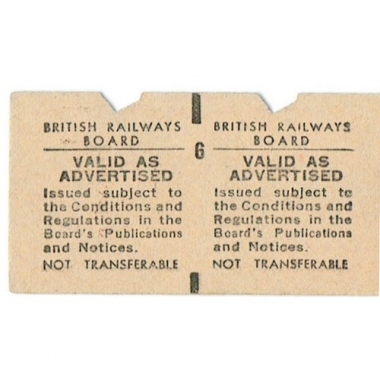 BRITISH RAILWAYS
BOARD
VALID AS
ADVERTISED
Issued subject to
the Conditions and
Regulations in the
Board's Publications
and Notices.
NOT TRANSFERABLE
6
BRITISH RAILWAYS
BOARD
VALID AS
ADVERTISED
Issued subject to
the Conditions and
Regulations in the
Board's Publications
and Notices.
NOT TRANSFERABLE